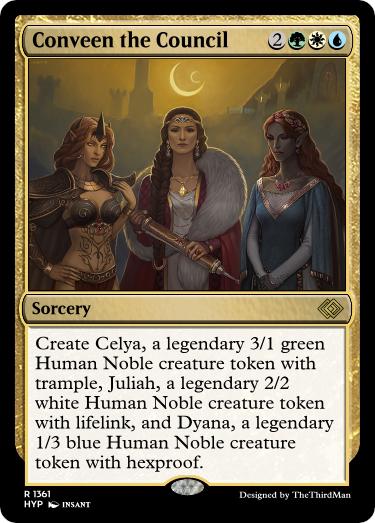 Conveen the Council 2
Sorcery
Create Celya, a legendary 3/1 green
Human Noble creature token with
trample, Juliah, a legendary 2/2
white Human Noble creature token
with lifelink, and Dyana, a legendary
1/3 blue Human Noble creature
token with hexproof.
R 1361
HYP INSANT
Designed by TheThirdMan